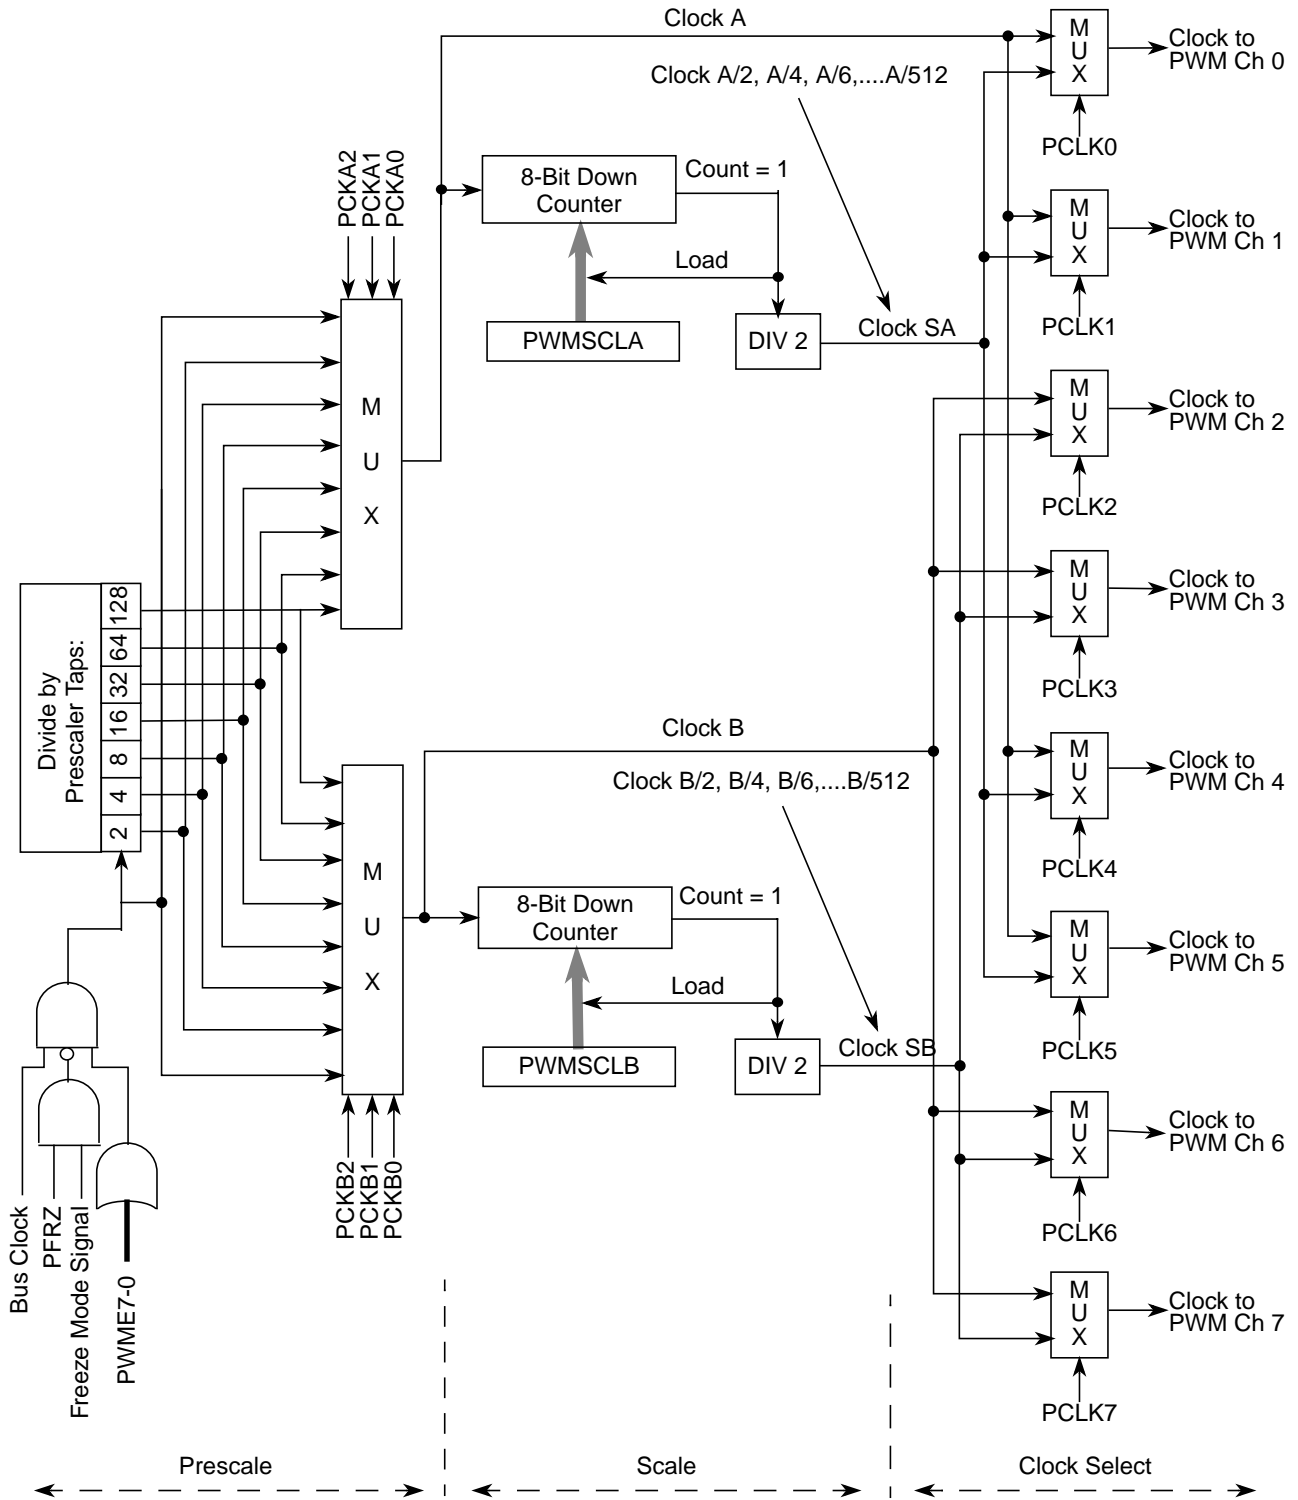 Clock A
Clock A/2, A/4, A/6,....A/512
M
U
X
Clock to
PWM Ch 0
PCLK0
PCKA2
PCKA1
PCKA0
8-Bit Down
Counter
Count = 1
Load
PWMSCLA
DIV 2
Clock SA
M
U
X
Clock to
PWM Ch 1
PCLK1
M
U
X
M
U
X
Clock to
PWM Ch 2
PCLK2
M
U
X
Clock to
PWM Ch 3
PCLK3
Divide by
Prescaler Taps:
128
64
32
16
8
4
2
Clock B
Clock B/2, B/4, B/6,....B/512
M
U
X
Clock to
PWM Ch 4
PCLK4
M
U
X
8-Bit Down
Counter
Count = 1
Load
PWMSCLB
DIV 2
Clock SB
M
U
X
Clock to
PWM Ch 5
PCLK5
PCKB2
PCKB1
PCKB0
M
U
X
Clock to
PWM Ch 6
PCLK6
Bus Clock
PFRZ
Freeze Mode Signal
PWME7-0
M
U
X
Clock to
PWM Ch 7
PCLK7
Prescale
Scale
Clock Select